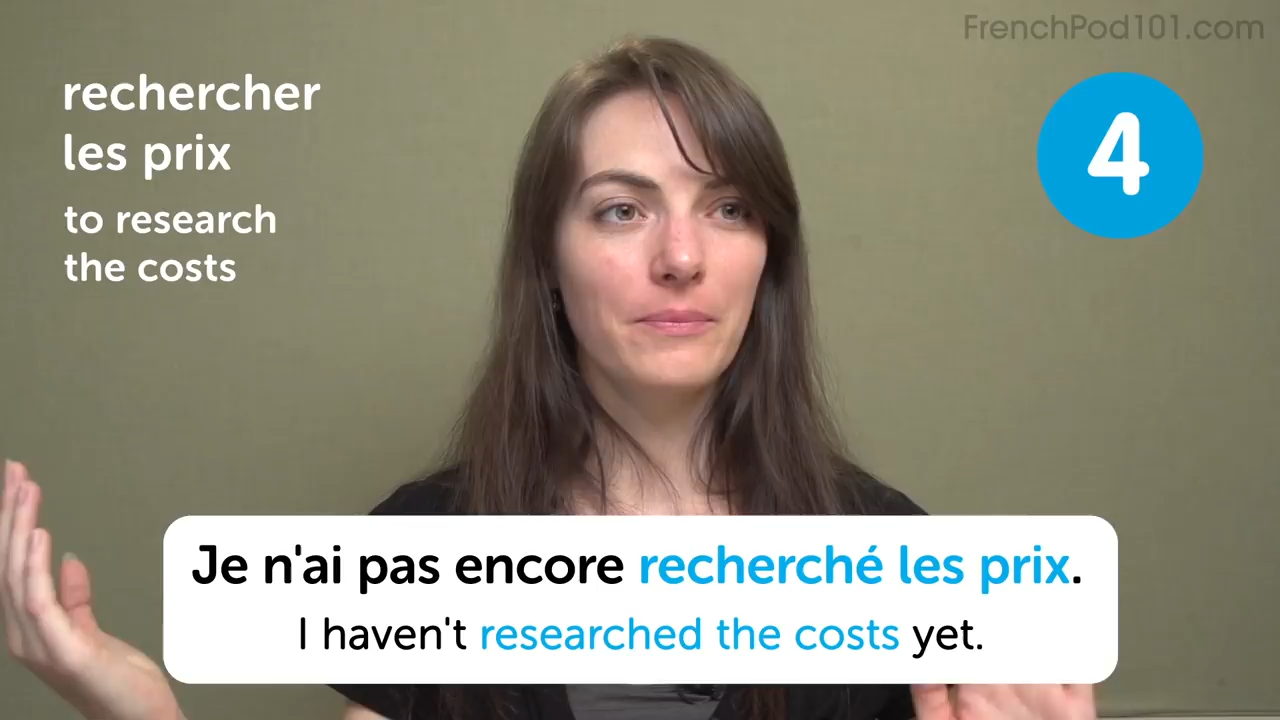 FrenchPod101.com
rechercher
les prix
to research
the costs
4
Je n'ai pas encore recherché les prix.
I haven't researched the costs yet.